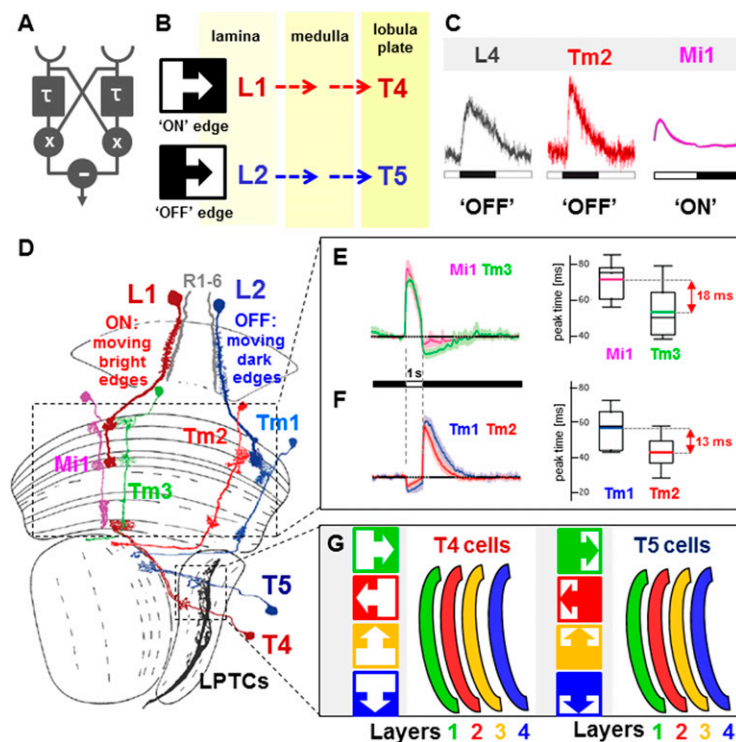 A
τ
τ
x
x
-
B
lamina
medulla
lobula
plate
L1
T4
'ON' edge
L2
T5
'OFF' edge
C
L4
Tm2
Mi1
'OFF'
'OFF'
'ON'
D
R1-6
L1
L2
ON:
moving
bright
edges
OFF:
moving
dark
edges
Tm1
Tm2
Mi1
Tm3
T5
T4
LPTCs
E
Mi1 Tm3
1s
peak time [ms]
80
60
40
18 ms
Mi1
Tm3
F
Tm1 Tm2
peak time [ms]
80
60
40
20
13 ms
Tm1
Tm2
G
T4 cells
T5 cells
Layers 1 2 3 4
Layers 1 2 3 4